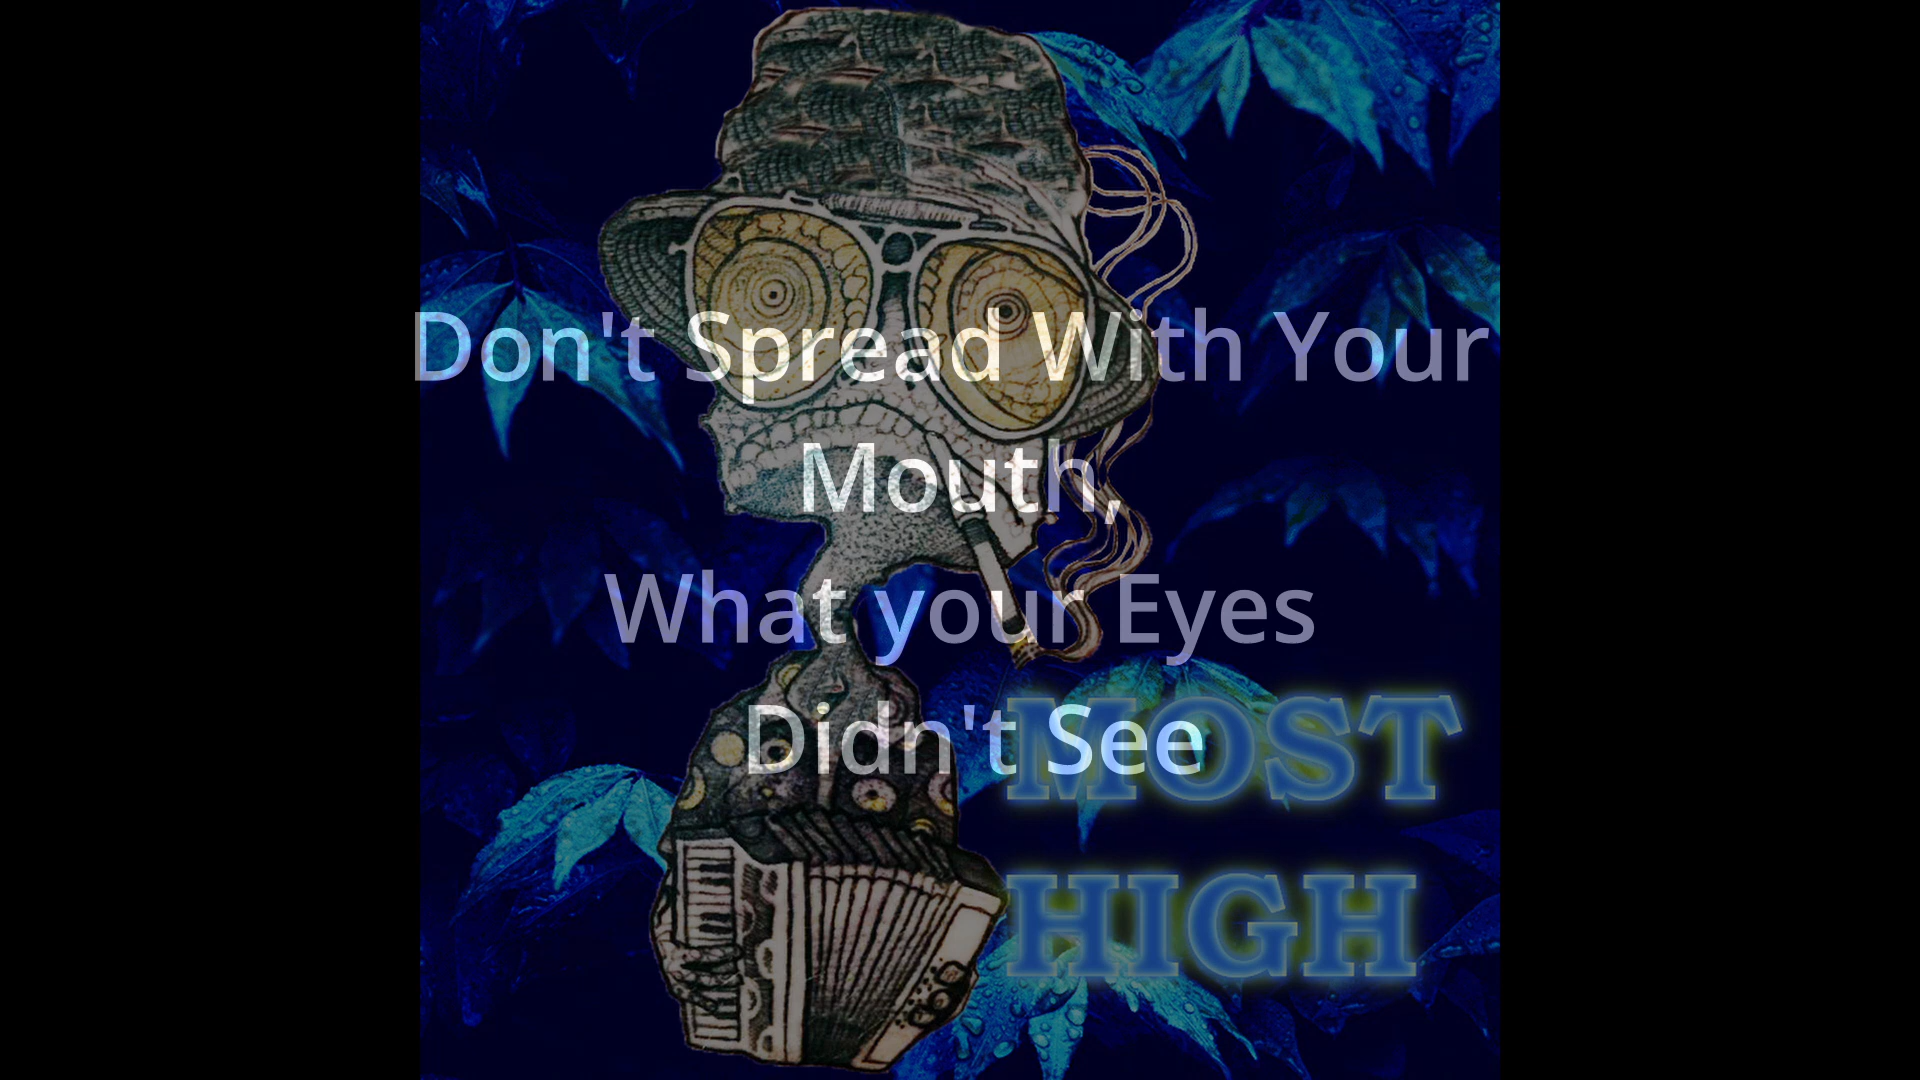 Don't Spread With Your
Mouth,
What your Eyes
Didn't See
MOST
HIGH